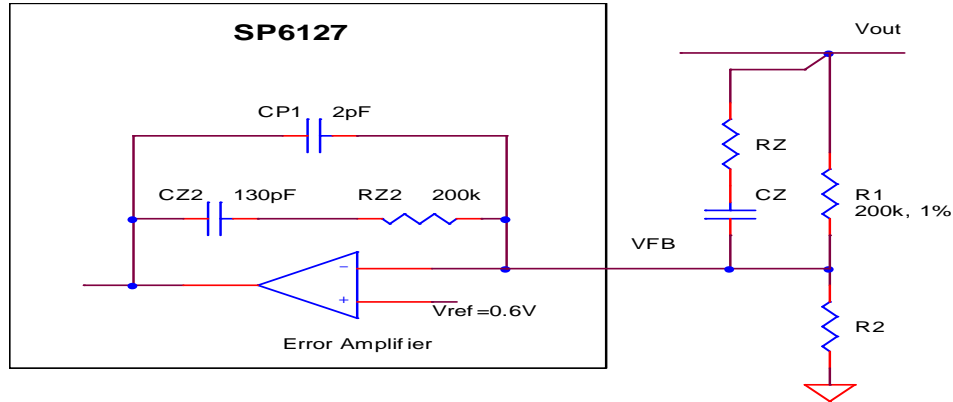 SP6127
Vout
CP1 2pF
RZ
CZ2 130pF RZ2 200k
CZ
R1
200k, 1%
VFB
−
+
Vref=0.6V
R2
Error Amplifier